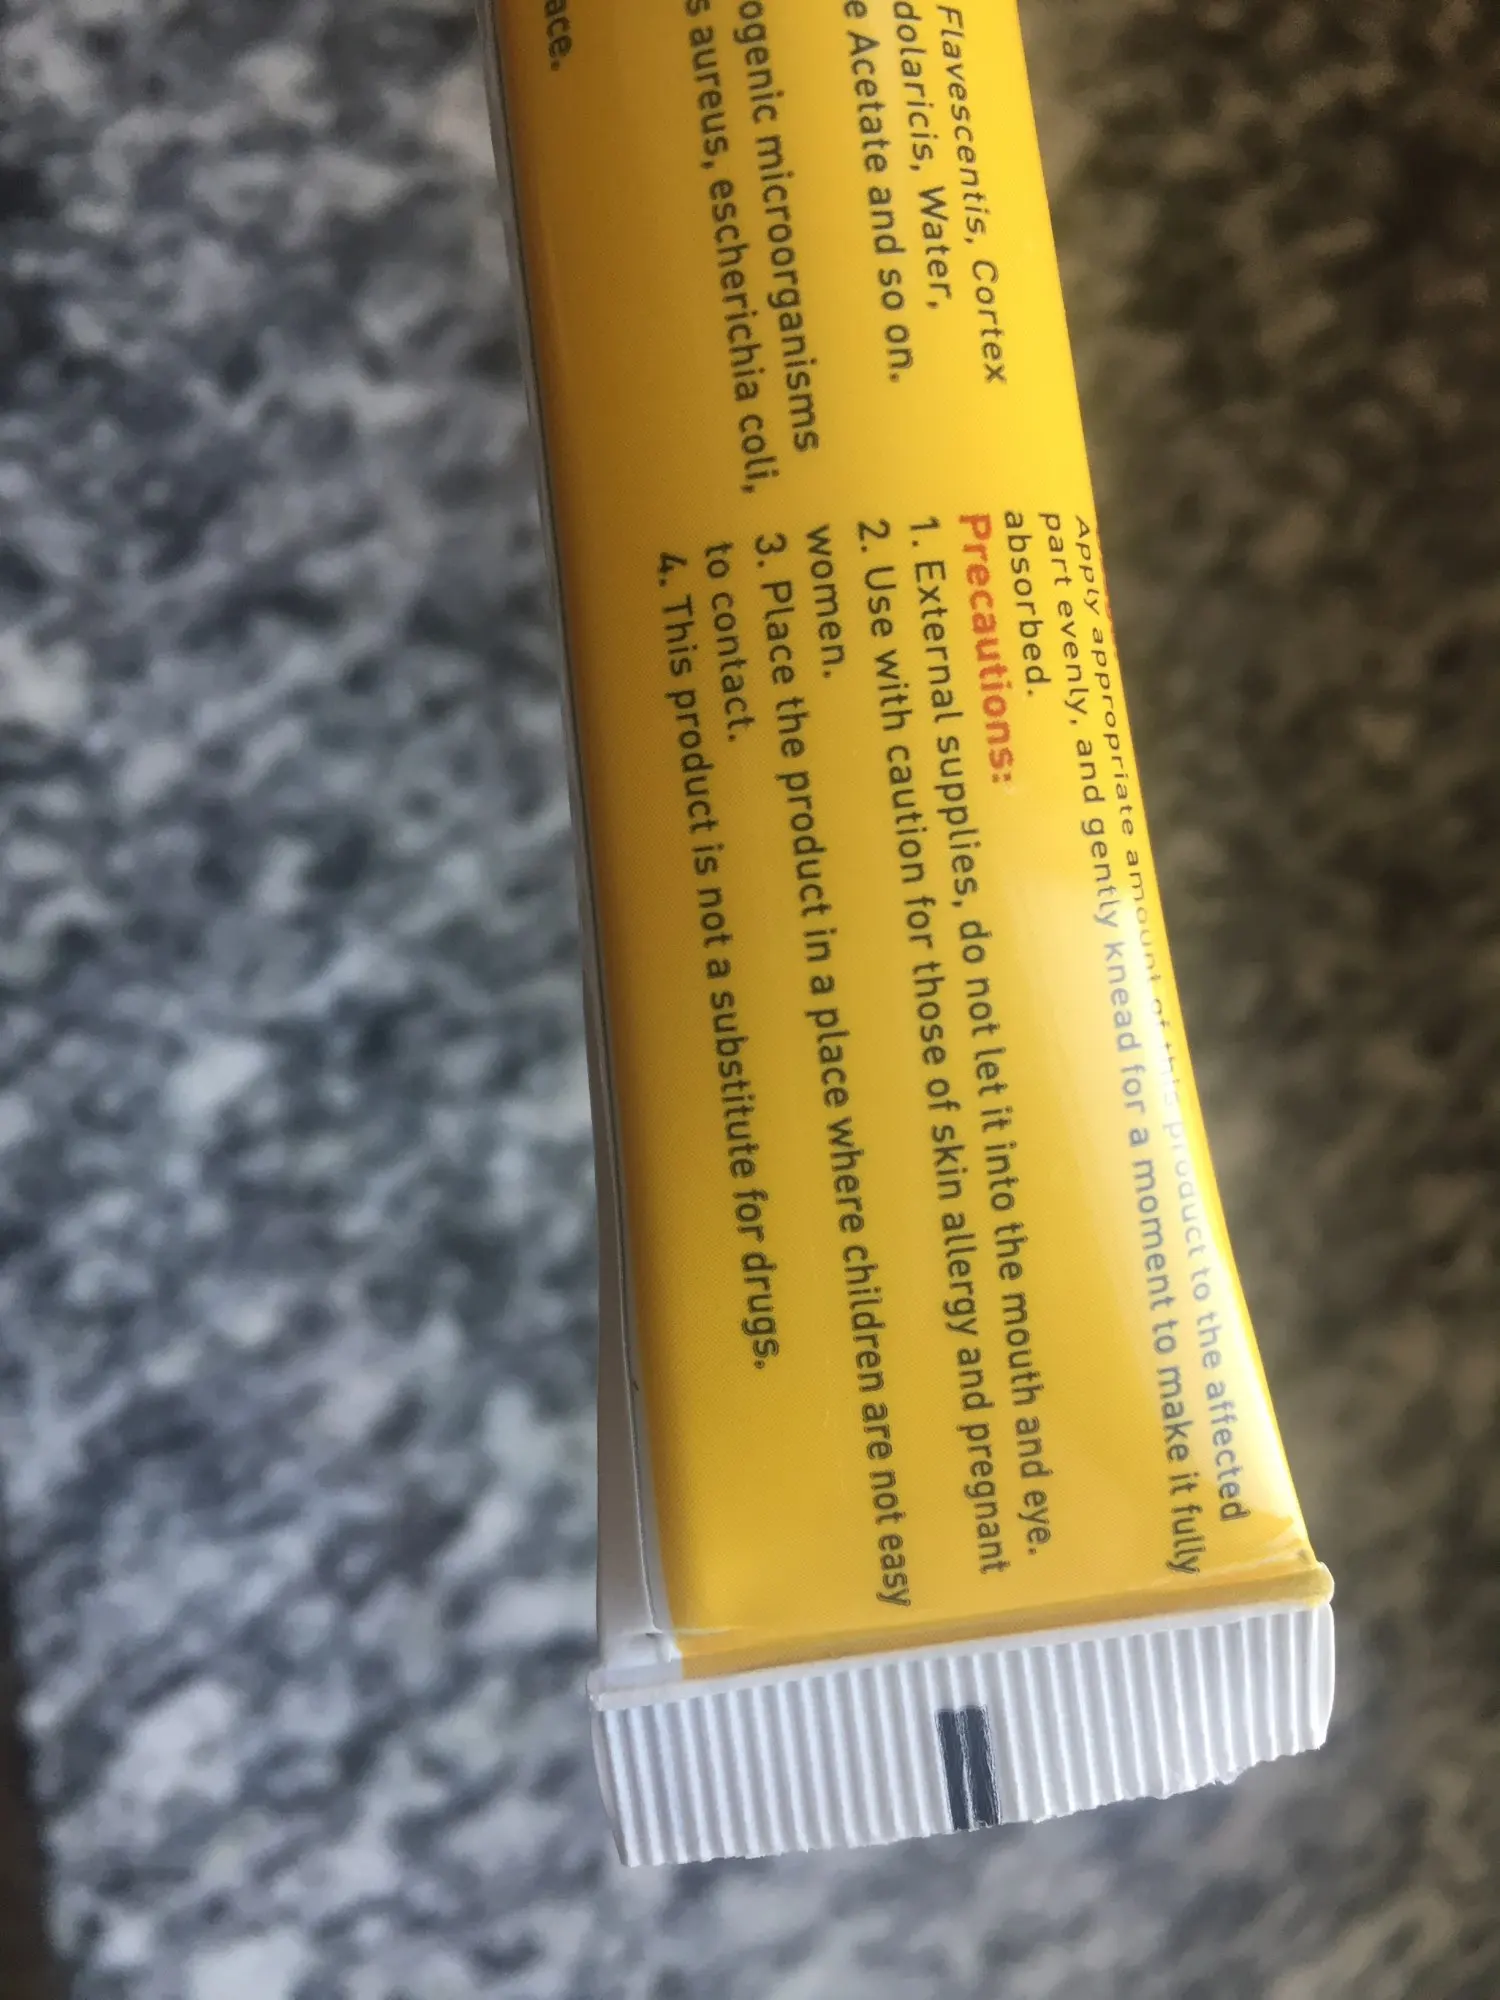 Flavescentis, Cortex
dolaricis, Water,
e Acetate and so on.
ogenic microorganisms
s aureus, escherichia coli,
ace.
Apply appropriate amount of this product to the affected
part evenly, and gently knead for a moment to make it fully
absorbed.
Precautions:
1. External supplies, do not let it into the mouth and eye.
2. Use with caution for those of skin allergy and pregnant
women.
3. Place the product in a place where children are not easy
to contact.
4. This product is not a substitute for drugs.